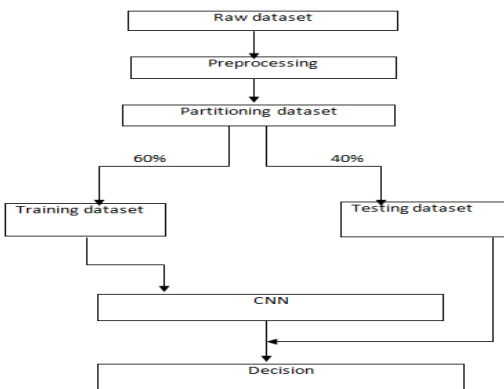 Raw dataset
Preprocessing
Partitioning dataset
60%
40%
Training dataset
Testing dataset
CNN
Decision